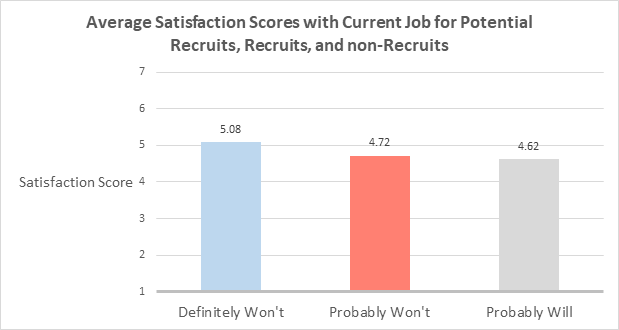 Average Satisfaction Scores with Current Job for Potential
Recruits, Recruits, and non-Recruits
7
6
5
4
3
2
1
Satisfaction Score
5.08
4.72
4.62
Definitely Won't
Probably Won't
Probably Will